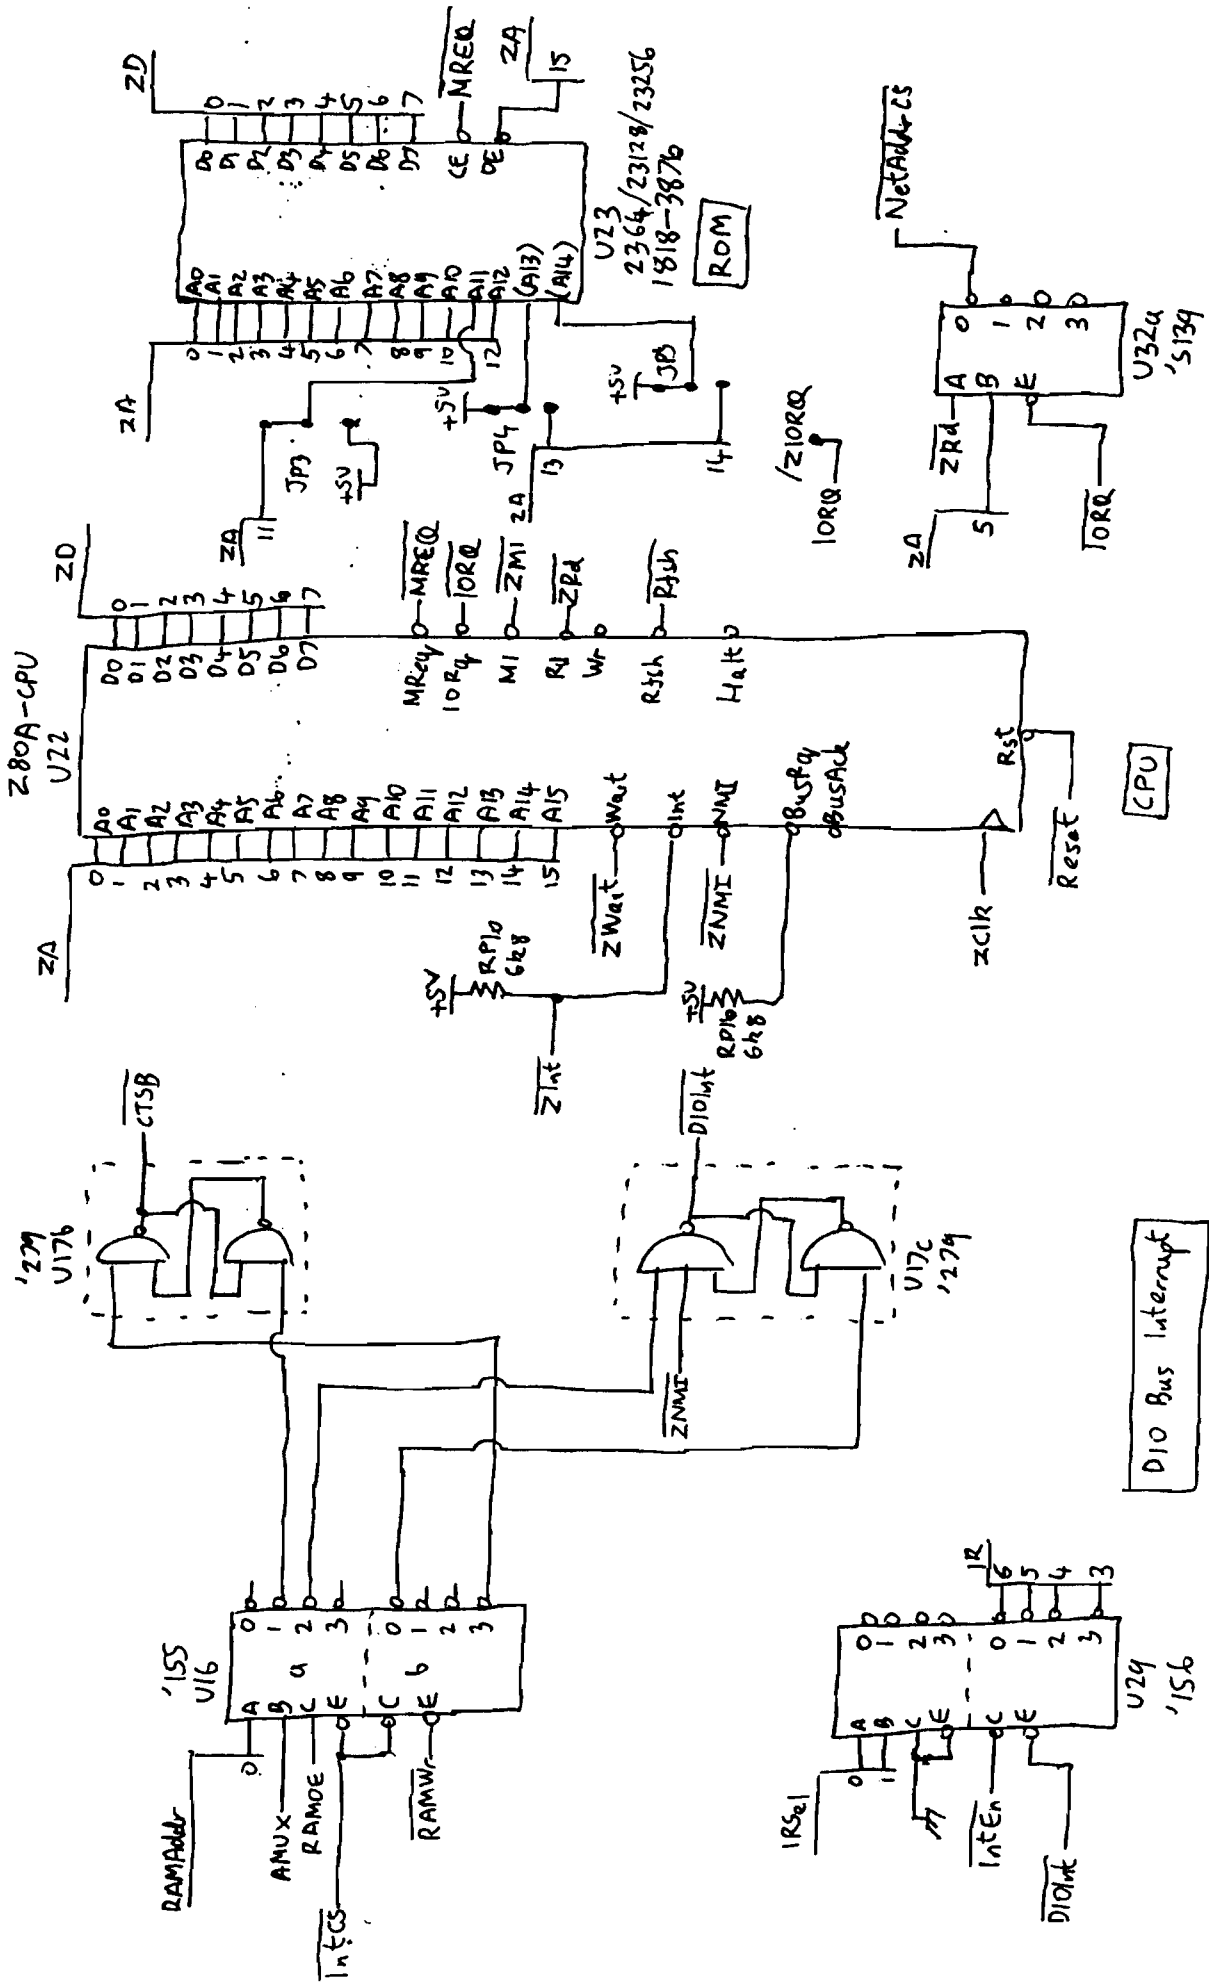 '155
U16
RAMAddr
0
AMUX
RAMOE
IntCS
RAMWr
A
B
C
E
C
E
a
b
0
1
2
3
0
1
2
3
'279
U17b
CTSB
ZNMI
DIOInt
U17c
'279
IRSel
0
1
IntEn
DIOInt
A
B
C
E
C
E
0
1
2
3
0
1
2
3
IR
6
5
4
3
U29
'156
DIO Bus Interrupt
Z80A-CPU
U22
ZA
0
1
2
3
4
5
6
7
8
9
10
11
12
13
14
15
A0
A1
A2
A3
A4
A5
A6
A7
A8
A9
A10
A11
A12
A13
A14
A15
Wait
Int
NMI
BusRq
BusAck
+5V
RP10
6k8
ZInt
ZWait
ZNMI
+5V
RP16
6k8
ZClk
Reset
Rst
D0
D1
D2
D3
D4
D5
D6
D7
0
1
2
3
4
5
6
7
ZD
MReq
IORq
M1
Rd
Wr
Rfsh
Halt
MREQ
IORQ
ZM1
ZRd
Rfsh
CPU
ZA
0
1
2
3
4
5
6
7
8
9
10
12
A0
A1
A2
A3
A4
A5
A6
A7
A8
A9
A10
A11
A12
(A13)
(A14)
ZA
11
JP3
+5V
+5V
JP4
ZA
13
14
+5V
JP5
D0
D1
D2
D3
D4
D5
D6
D7
CE
OE
0
1
2
3
4
5
6
7
ZD
MREQ
ZA
15
U23
2364/23128/23256
1818-3876
ROM
/ZIORQ
IORQ
ZRd
ZA
5
IORQ
A
B
E
0
1
2
3
NetAddrCS
U32a
'S139